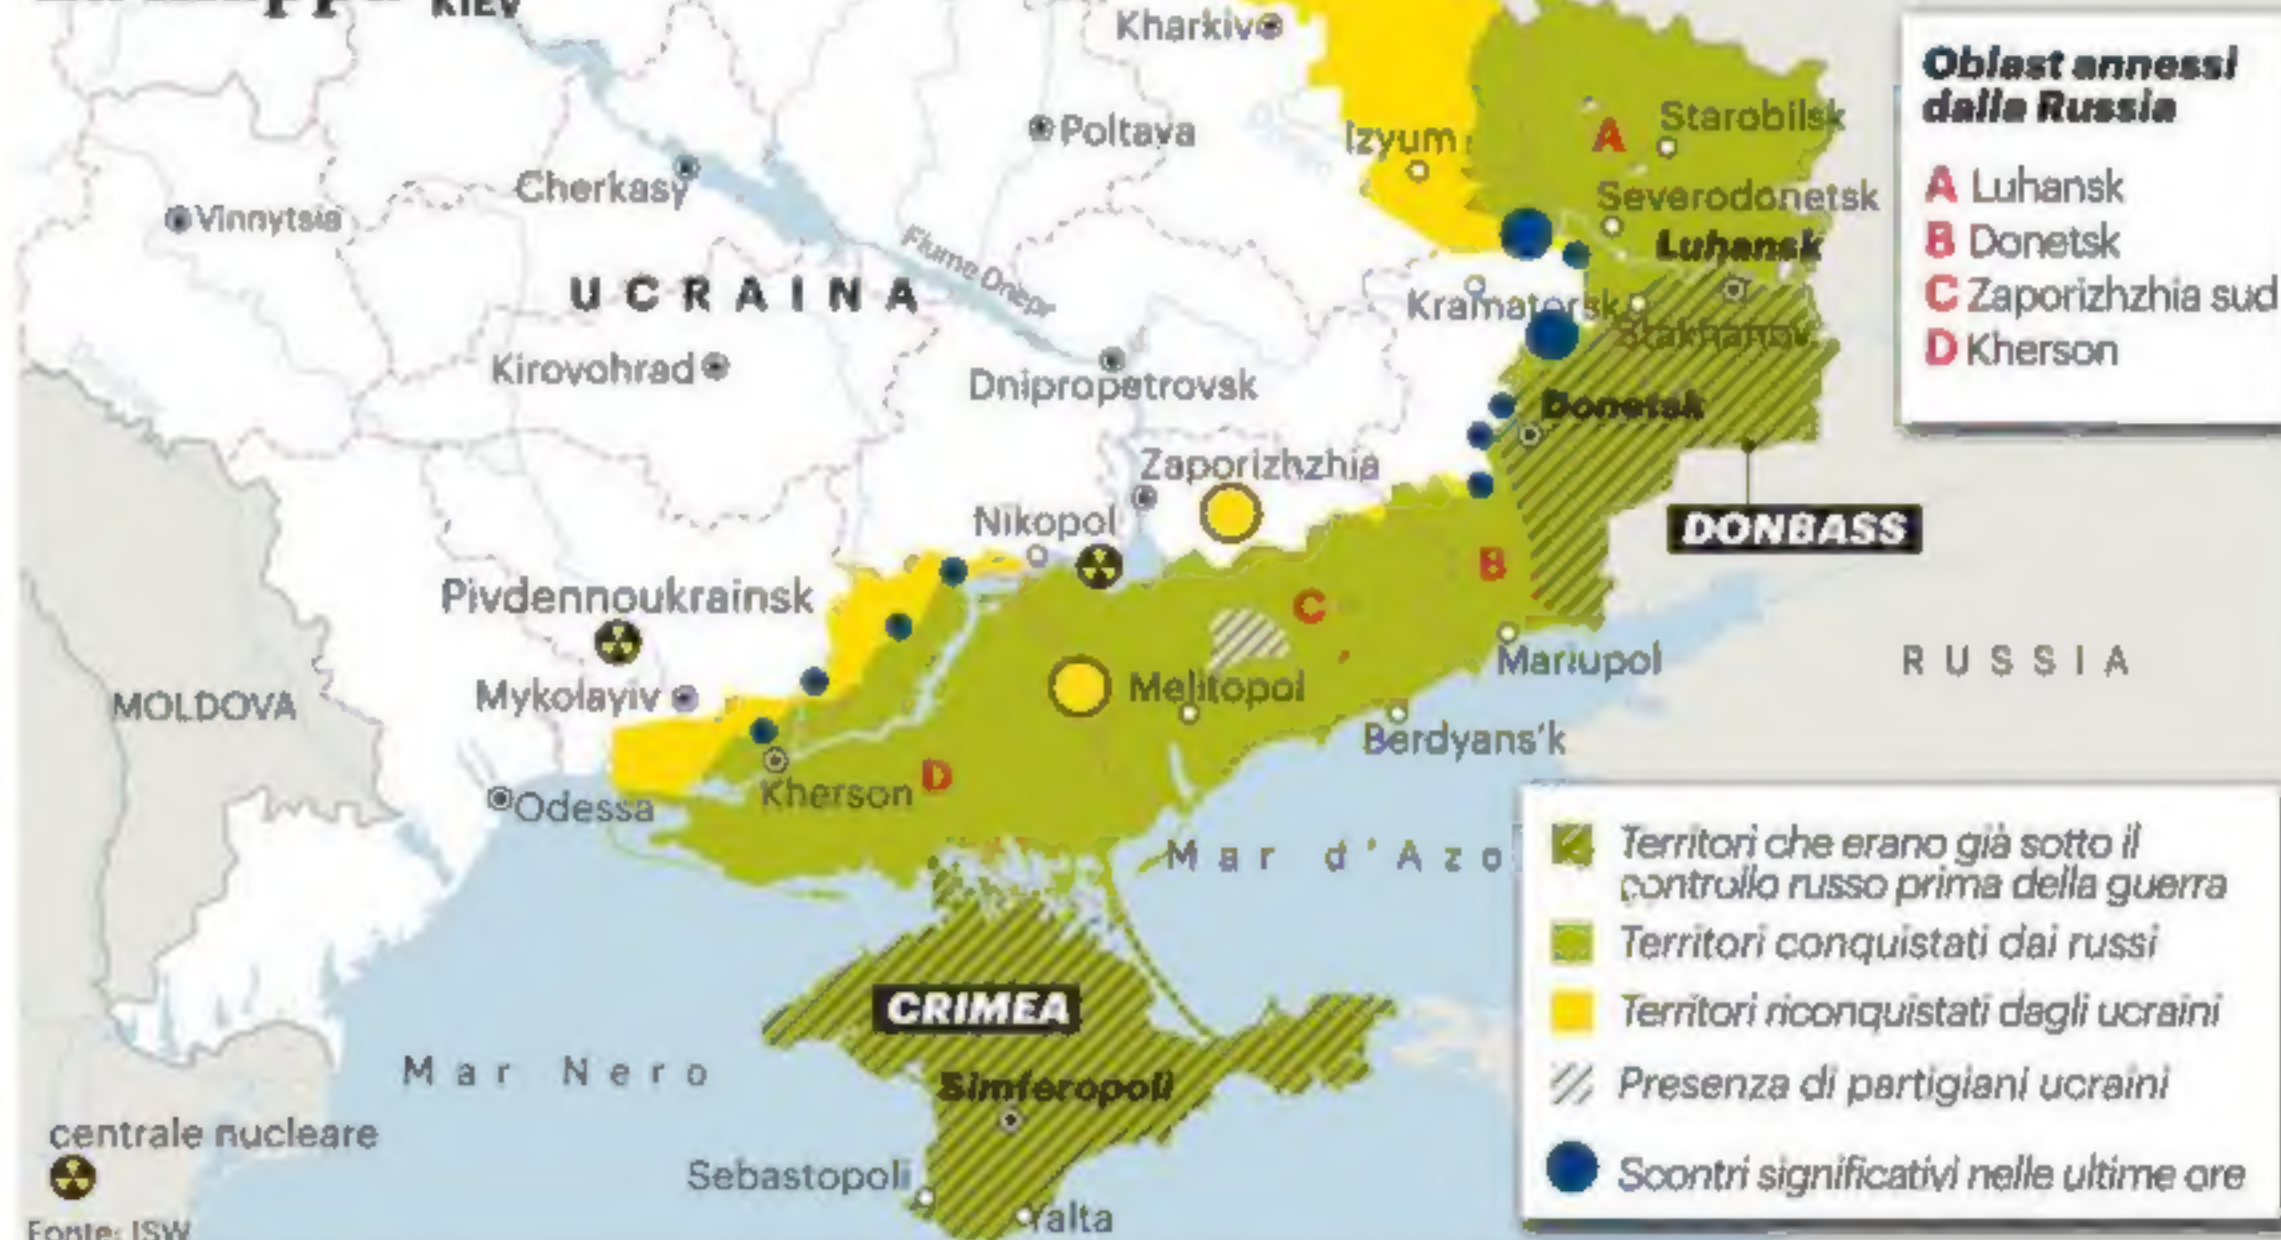 KIEV
Kharkiv
Poltava
Izyum
A
Starobilsk
Cherkasy
Severodonetsk
Vinnytsia
Luhansk
Fiume Dnepr
UCRAINA
Kramatorsk
Stakhanov
Kirovohrad
Dnipropetrovsk
Donetsk
Zaporizhzhia
Nikopol
DONBASS
B
Pivdennoukrainsk
C
Mariupol
RUSSIA
Mykolayiv
Melitopol
MOLDOVA
Berdyans'k
Kherson
D
Odessa
Mar d'Azo
CRIMEA
Mar Nero
Simferopoli
Sebastopoli
Yalta
centrale nucleare
Fonte: ISW
Oblast annessi
dalla Russia
A Luhansk
B Donetsk
C Zaporizhzhia sud
D Kherson
Territori che erano già sotto il
controllo russo prima della guerra
Territori conquistati dai russi
Territori riconquistati dagli ucraini
Presenza di partigiani ucraini
Scontri significativi nelle ultime ore